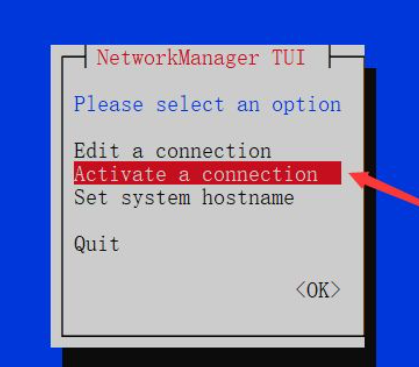 NetworkManager TUI
Please select an option
Edit a connection
Activate a connection
Set system hostname
Quit
<OK>